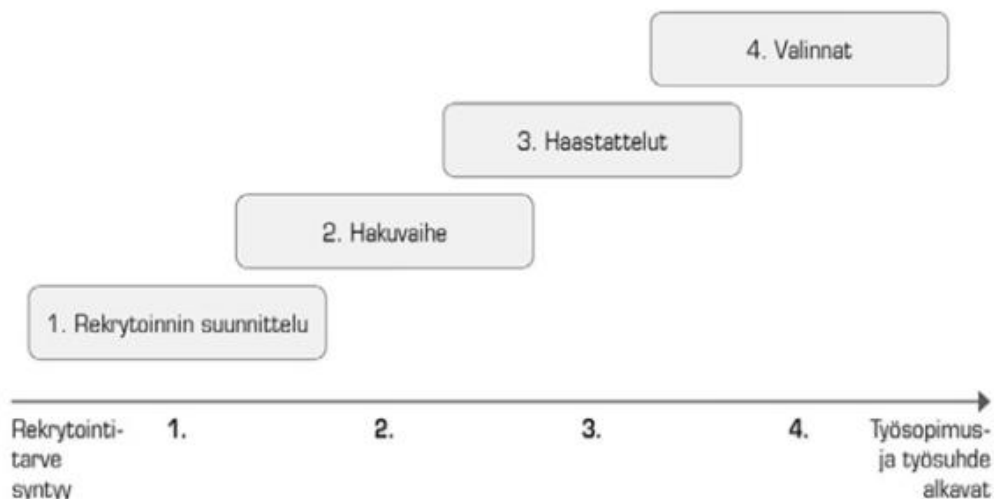 4. Valinnat
3. Haastattelut
2. Hakuvaihe
1. Rekrytoinnin suunnittelu
Rekrytointi-
tarve
syntyy
1.
2.
3.
4.
Työsopimus-
ja työsuhde
alkavat